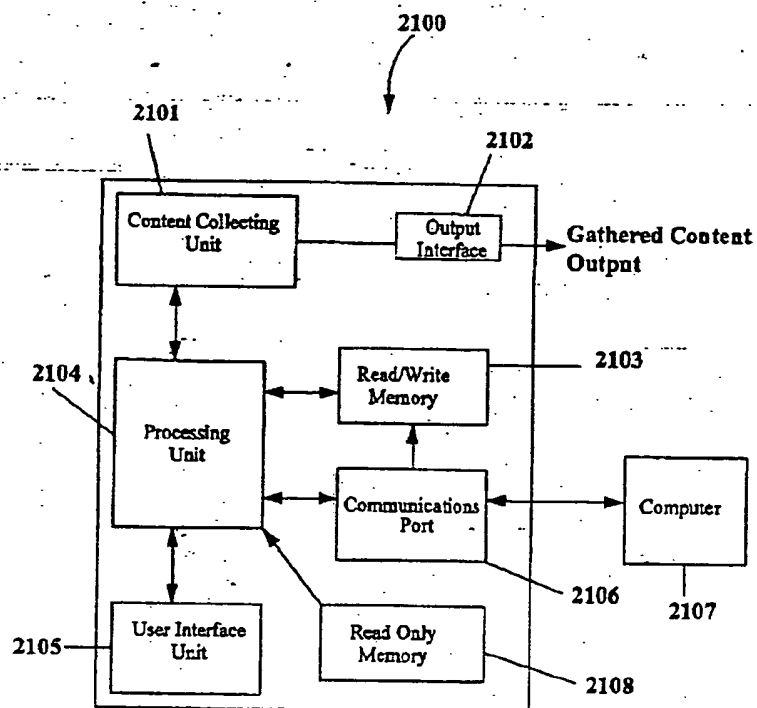 2100
2101
2102
Content Collecting
Unit
Output
Interface
Gathered Content
Output
2104
Processing
Unit
Read/Write
Memory
2103
Communications
Port
Computer
2106
2107
2105
User Interface
Unit
Read Only
Memory
2108